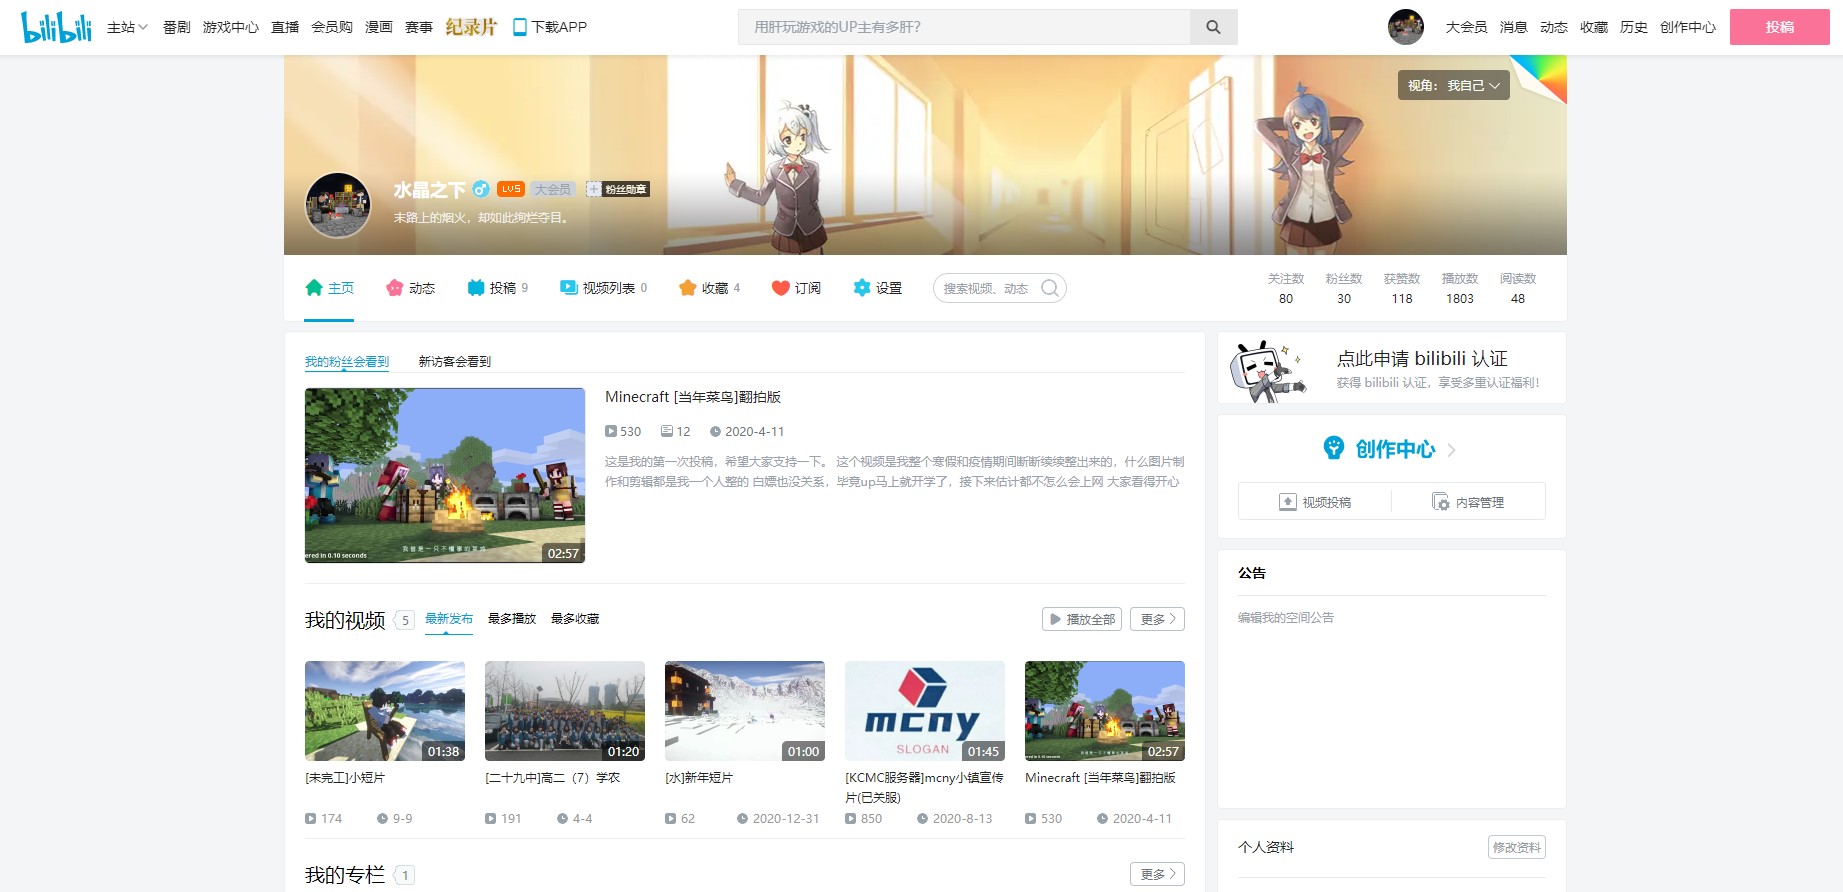 bilibili 主站 番剧 游戏中心 直播 会员购 漫画 赛事 纪录片 下载APP 用肝玩游戏的UP主有多肝? 大会员 消息 动态 收藏 历史 创作中心 投稿
视角： 我自己
水晶之下 LV5 大会员 粉丝勋章
末路上的烟火，却如此绚烂夺目。
主页 动态 投稿 9 视频列表 0 收藏 4 订阅 设置 搜索视频、动态
关注数 粉丝数 获赞数 播放数 阅读数
80 30 118 1803 48
我的粉丝会看到 新访客会看到
Minecraft [当年菜鸟]翻拍版
530 12 2020-4-11
这是我的第一次投稿，希望大家支持一下。 这个视频是我整个寒假和疫情期间断断续续整出来的，什么图片制
作和剪辑都是我一个人整的 白嫖也没关系，毕竟up马上就开学了，接下来估计都不怎么会上网 大家看得开心
我曾是一只不懂事的菜鸡
ered in 0.10 seconds
02:57
点此申请 bilibili 认证
获得 bilibili 认证，享受多重认证福利！
创作中心
视频投稿 内容管理
公告
编辑我的空间公告
我的视频 5 最新发布 最多播放 最多收藏 播放全部 更多
01:38
[未完工]小短片
174 9-9
01:20
[二十九中]高二（7）学农
191 4-4
01:00
[水]新年短片
62 2020-12-31
mcny
SLOGAN
01:45
[KCMC服务器]mcny小镇宣传
片(已关服)
850 2020-8-13
02:57
Minecraft [当年菜鸟]翻拍版
530 2020-4-11
我的专栏 1 更多
个人资料 修改资料